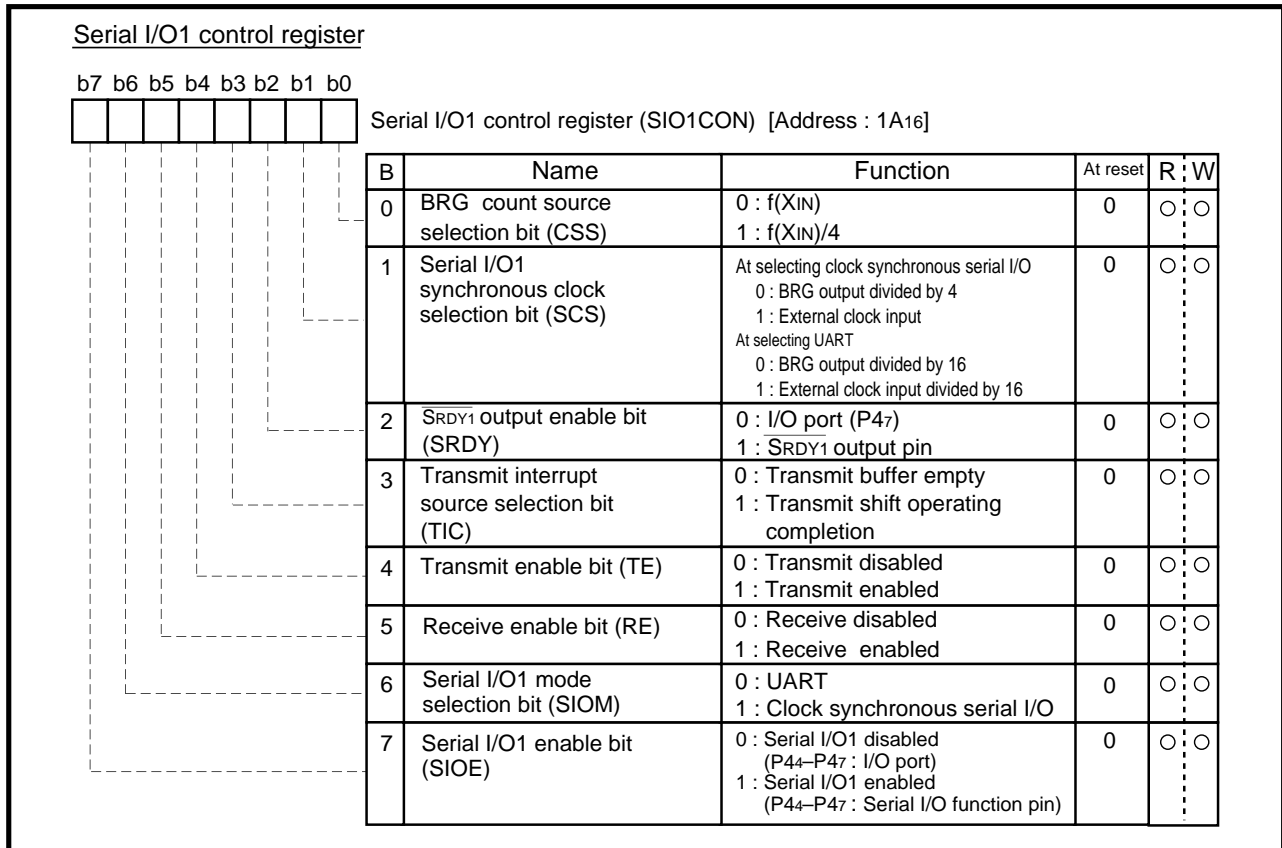 Serial I/O1 control register
b7 b6 b5 b4 b3 b2 b1 b0
Serial I/O1 control register (SIO1CON) [Address : 1A16]
B Name Function At reset R W
0 BRG count source selection bit (CSS)
0 : f(XIN)
1 : f(XIN)/4
0 ○ ○
1 Serial I/O1 synchronous clock selection bit (SCS)
At selecting clock synchronous serial I/O
0 : BRG output divided by 4
1 : External clock input
At selecting UART
0 : BRG output divided by 16
1 : External clock input divided by 16
0 ○ ○
2 SRDY1 output enable bit (SRDY)
0 : I/O port (P47)
1 : SRDY1 output pin
0 ○ ○
3 Transmit interrupt source selection bit (TIC)
0 : Transmit buffer empty
1 : Transmit shift operating
completion
0 ○ ○
4 Transmit enable bit (TE)
0 : Transmit disabled
1 : Transmit enabled
0 ○ ○
5 Receive enable bit (RE)
0 : Receive disabled
1 : Receive enabled
0 ○ ○
6 Serial I/O1 mode selection bit (SIOM)
0 : UART
1 : Clock synchronous serial I/O
0 ○ ○
7 Serial I/O1 enable bit (SIOE)
0 : Serial I/O1 disabled
(P44–P47 : I/O port)
1 : Serial I/O1 enabled
(P44–P47 : Serial I/O function pin)
0 ○ ○